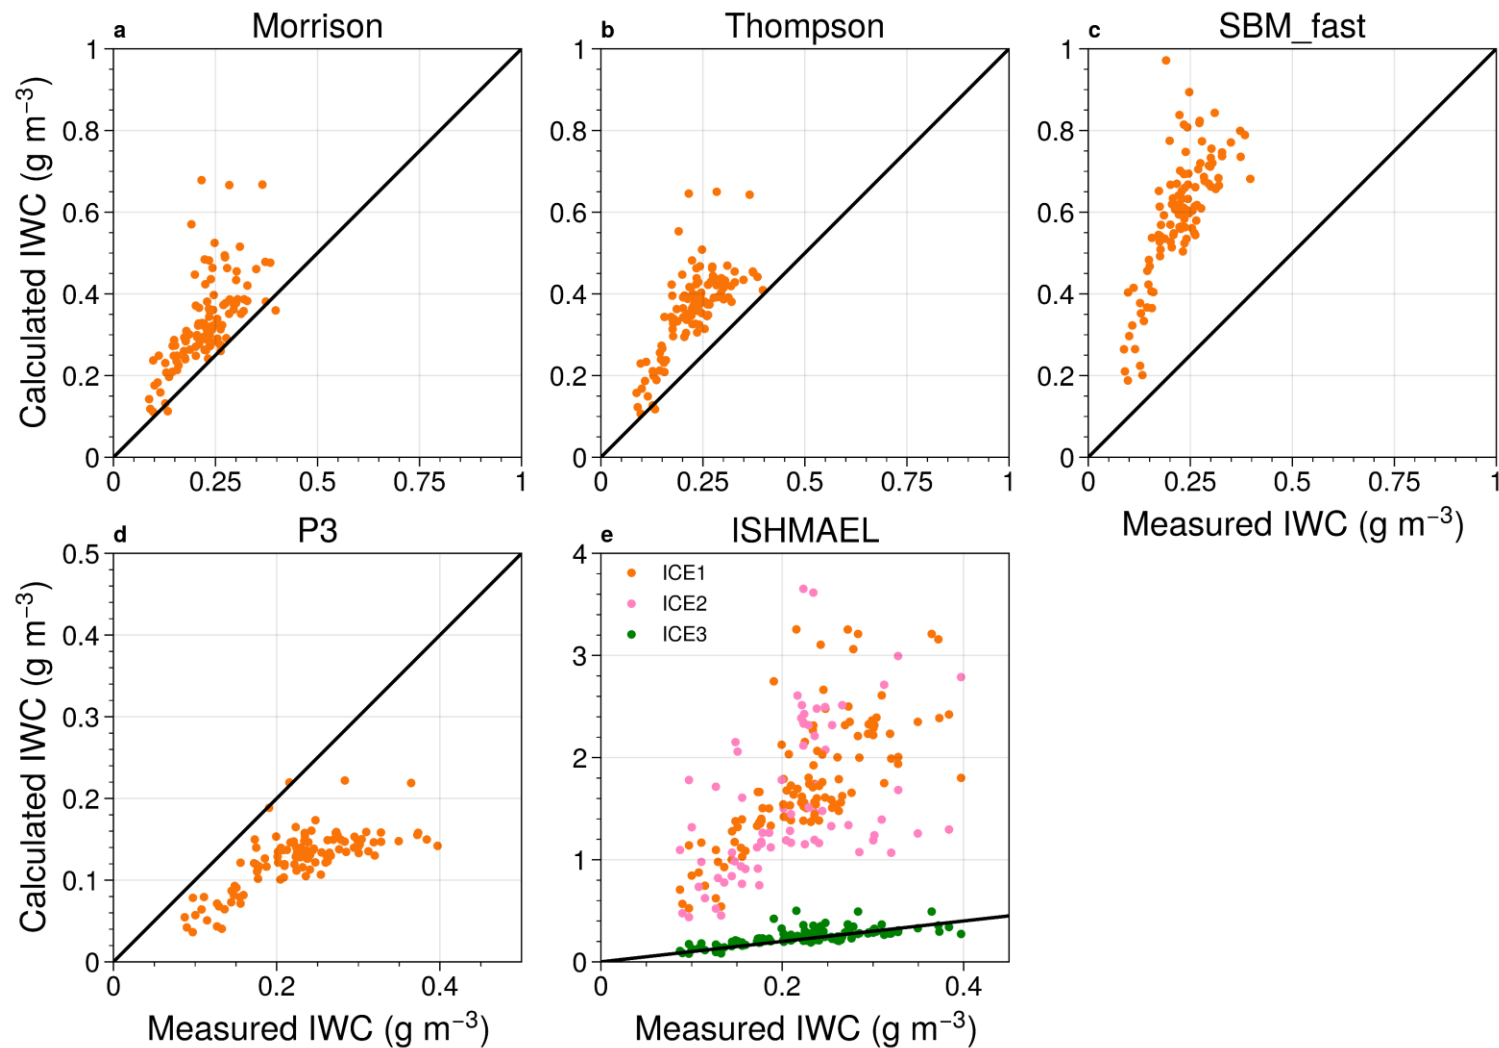 a Morrison
b Thompson
c SBM_fast
Calculated IWC (g m⁻³)
1
0.8
0.6
0.4
0.2
0
0 0.25 0.5 0.75 1
1
0.8
0.6
0.4
0.2
0
0 0.25 0.5 0.75 1
1
0.8
0.6
0.4
0.2
0
0 0.25 0.5 0.75 1
Measured IWC (g m⁻³)
d P3
e ISHMAEL
Calculated IWC (g m⁻³)
0.5
0.4
0.3
0.2
0.1
0
0 0.2 0.4
Measured IWC (g m⁻³)
4
3
2
1
0
ICE1
ICE2
ICE3
0 0.2 0.4
Measured IWC (g m⁻³)